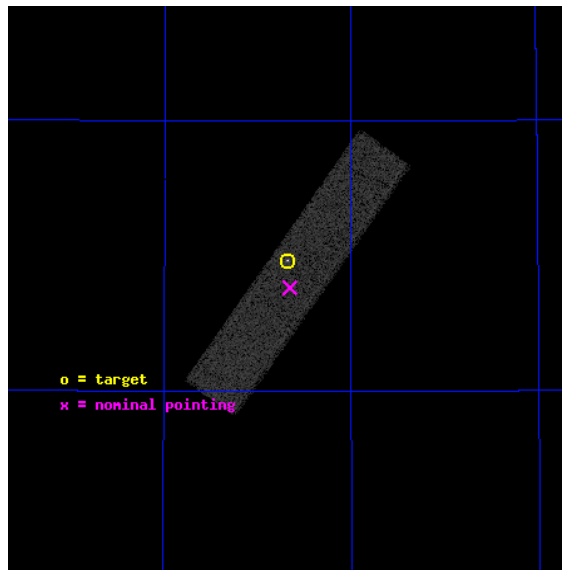 o = target
x = nominal pointing